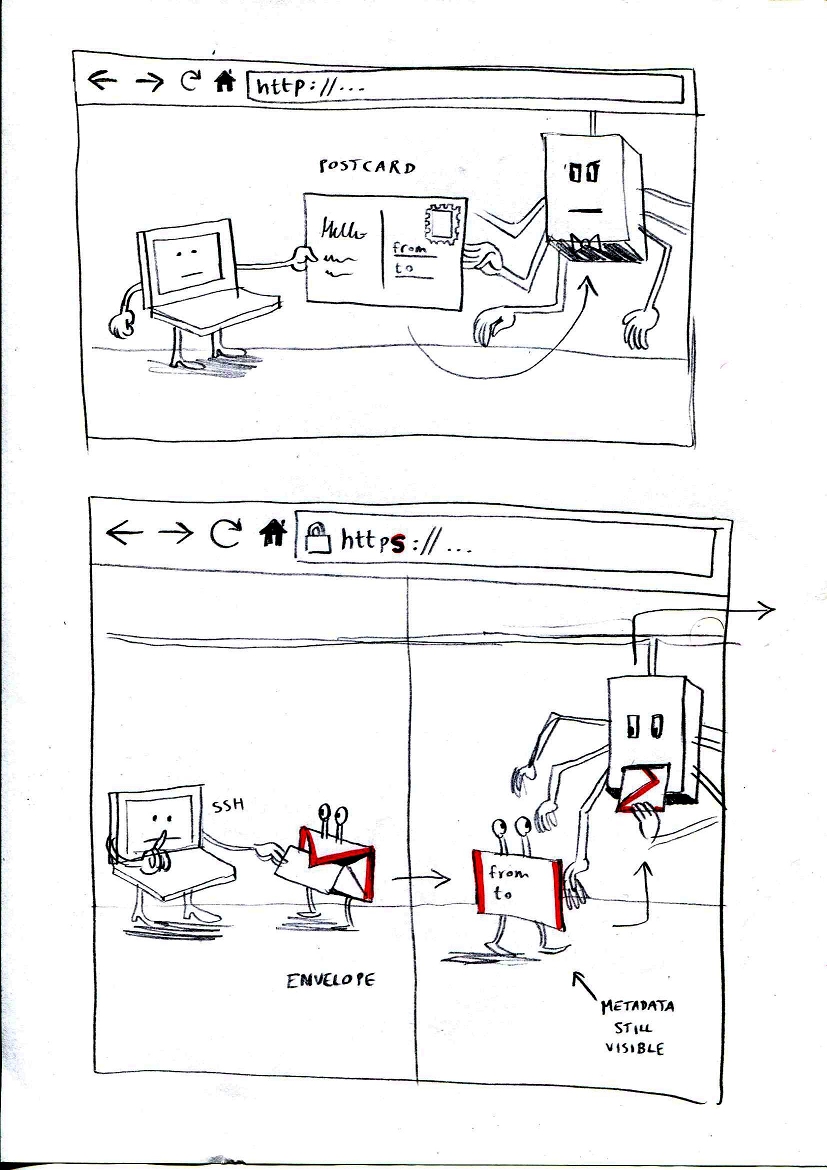 http://...
POSTCARD
Hello
from
to
https://...
SSH
from
to
ENVELOPE
METADATA
STILL
VISIBLE